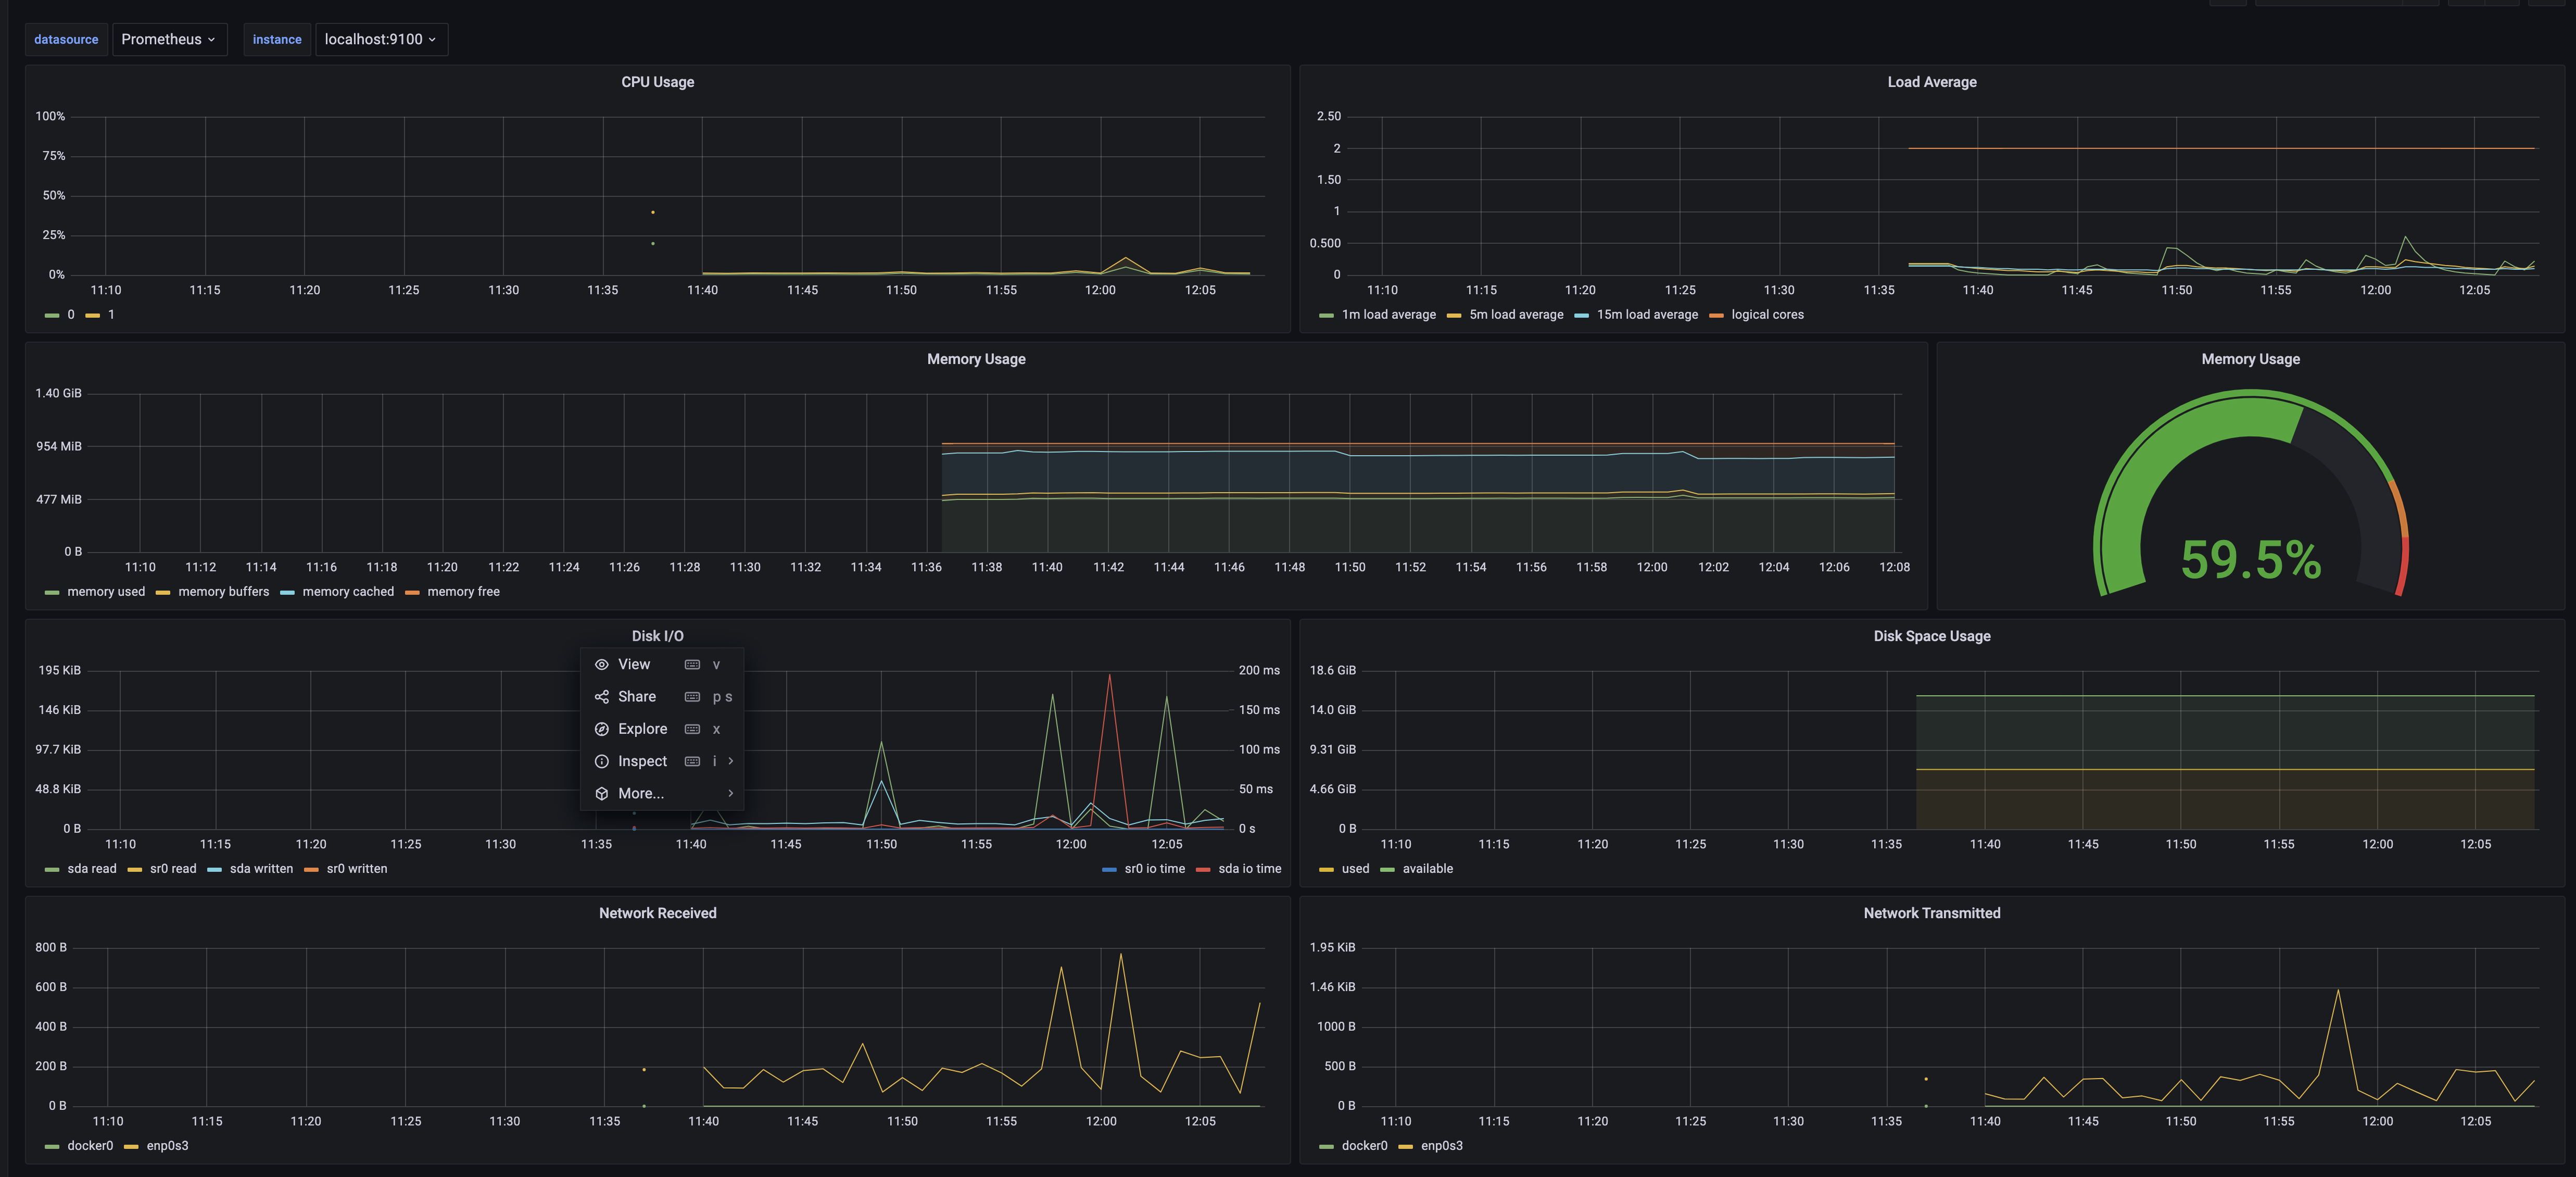 datasource Prometheus instance localhost:9100
CPU Usage
100%
75%
50%
25%
0%
11:10 11:15 11:20 11:25 11:30 11:35 11:40 11:45 11:50 11:55 12:00 12:05
0 1
Load Average
2.50
2
1.50
1
0.500
0
11:10 11:15 11:20 11:25 11:30 11:35 11:40 11:45 11:50 11:55 12:00 12:05
1m load average 5m load average 15m load average logical cores
Memory Usage
1.40 GiB
954 MiB
477 MiB
0 B
11:10 11:12 11:14 11:16 11:18 11:20 11:22 11:24 11:26 11:28 11:30 11:32 11:34 11:36 11:38 11:40 11:42 11:44 11:46 11:48 11:50 11:52 11:54 11:56 11:58 12:00 12:02 12:04 12:06 12:08
memory used memory buffers memory cached memory free
Memory Usage
59.5%
Disk I/O
195 KiB
146 KiB
97.7 KiB
48.8 KiB
0 B
View v
Share p s
Explore x
Inspect i
More...
200 ms
150 ms
100 ms
50 ms
0 s
11:10 11:15 11:20 11:25 11:30 11:35 11:40 11:45 11:50 11:55 12:00 12:05
sda read sr0 read sda written sr0 written sr0 io time sda io time
Disk Space Usage
18.6 GiB
14.0 GiB
9.31 GiB
4.66 GiB
0 B
11:10 11:15 11:20 11:25 11:30 11:35 11:40 11:45 11:50 11:55 12:00 12:05
used available
Network Received
800 B
600 B
400 B
200 B
0 B
11:10 11:15 11:20 11:25 11:30 11:35 11:40 11:45 11:50 11:55 12:00 12:05
docker0 enp0s3
Network Transmitted
1.95 KiB
1.46 KiB
1000 B
500 B
0 B
11:10 11:15 11:20 11:25 11:30 11:35 11:40 11:45 11:50 11:55 12:00 12:05
docker0 enp0s3